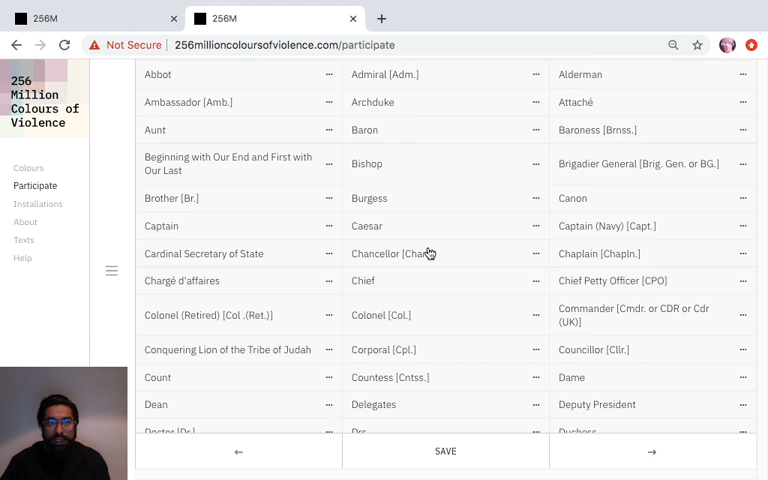 256M
256M
Not Secure | 256millioncoloursofviolence.com/participate
256
Million
Colours of
Violence
Colours
Participate
Installations
About
Texts
Help
Abbot
Admiral [Adm.]
Alderman
Ambassador [Amb.]
Archduke
Attaché
Aunt
Baron
Baroness [Brnss.]
Beginning with Our End and First with
Our Last
Bishop
Brigadier General [Brig. Gen. or BG.]
Brother [Br.]
Burgess
Canon
Captain
Caesar
Captain (Navy) [Capt.]
Cardinal Secretary of State
Chancellor
Chaplain [Chapln.]
Chargé d'affaires
Chief
Chief Petty Officer [CPO]
Colonel (Retired) [Col .(Ret.)]
Colonel [Col.]
Commander [Cmdr. or CDR or Cdr
(UK)]
Conquering Lion of the Tribe of Judah
Corporal [Cpl.]
Councillor [Cllr.]
Count
Countess [Cntss.]
Dame
Dean
Delegates
Deputy President
Doctor [Dr.]
Drs
Duchess
← SAVE →